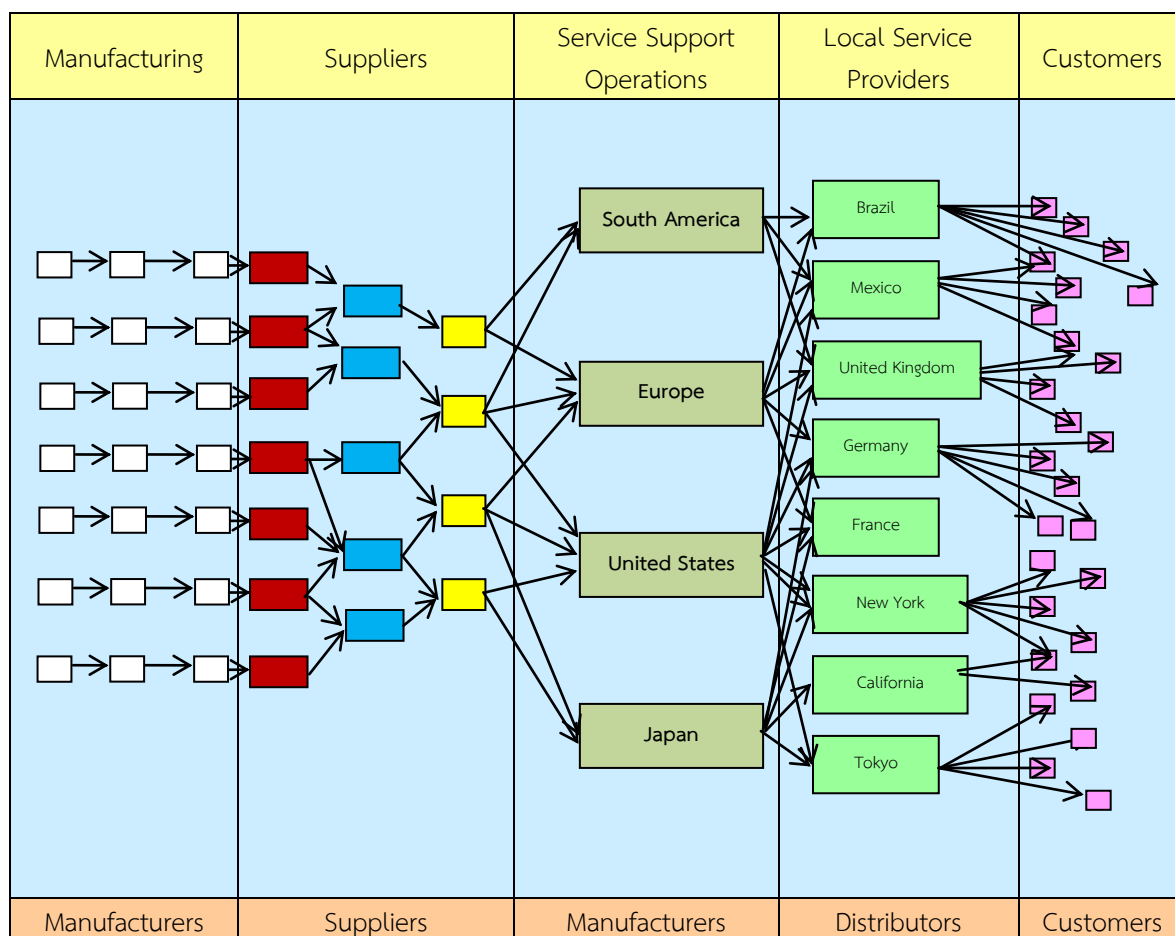 Manufacturing
Suppliers
Service Support
Operations
Local Service
Providers
Customers
South America
Europe
United States
Japan
Brazil
Mexico
United Kingdom
Germany
France
New York
California
Tokyo
Manufacturers
Suppliers
Manufacturers
Distributors
Customers